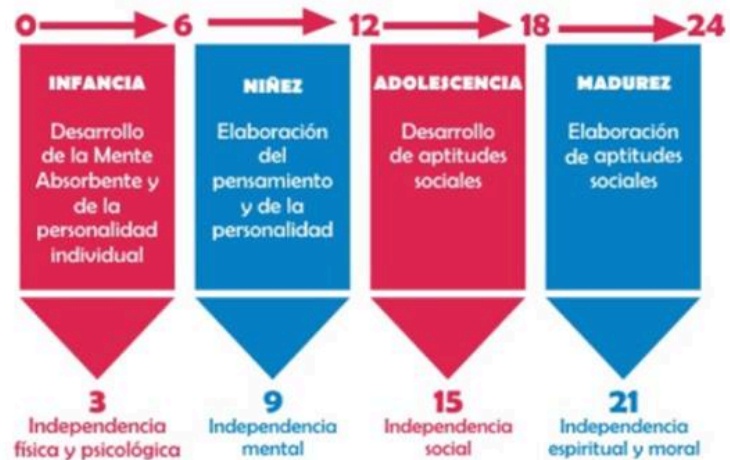 0 6 12 18 24
INFANCIA
Desarrollo
de la Mente
Absorbente y
de la
personalidad
individual
3
Independencia
física y psicológica
NIÑEZ
Elaboración
del
pensamiento
y de la
personalidad
9
Independencia
mental
ADOLESCENCIA
Desarrollo
de aptitudes
sociales
15
Independencia
social
MADUREZ
Elaboración
de aptitudes
sociales
21
Independencia
espiritual y moral